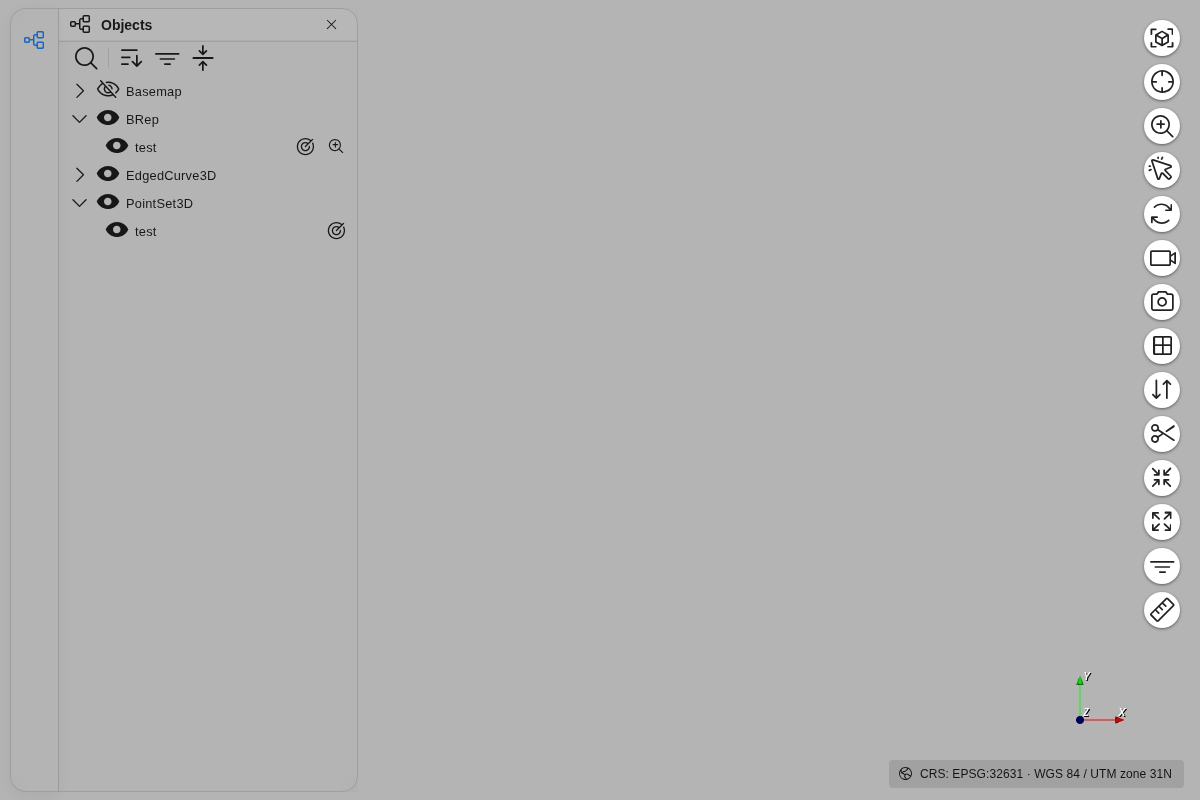 Objects
Basemap
BRep
test
EdgedCurve3D
PointSet3D
test
Y
Z X
CRS: EPSG:32631 · WGS 84 / UTM zone 31N